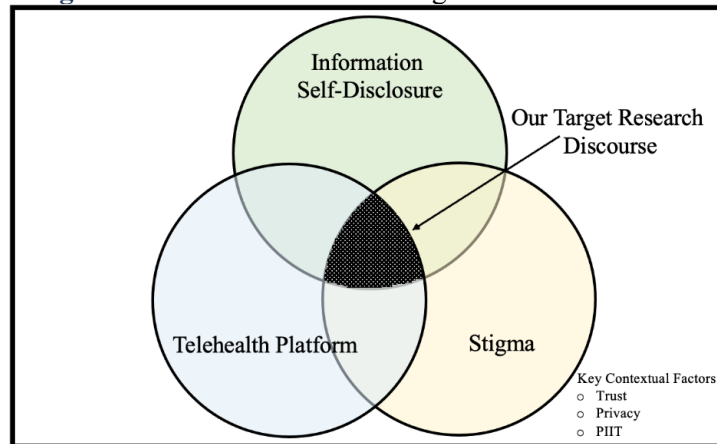 Information
Self-Disclosure
Our Target Research
Discourse
Telehealth Platform
Stigma
Key Contextual Factors
o Trust
o Privacy
o PIIT